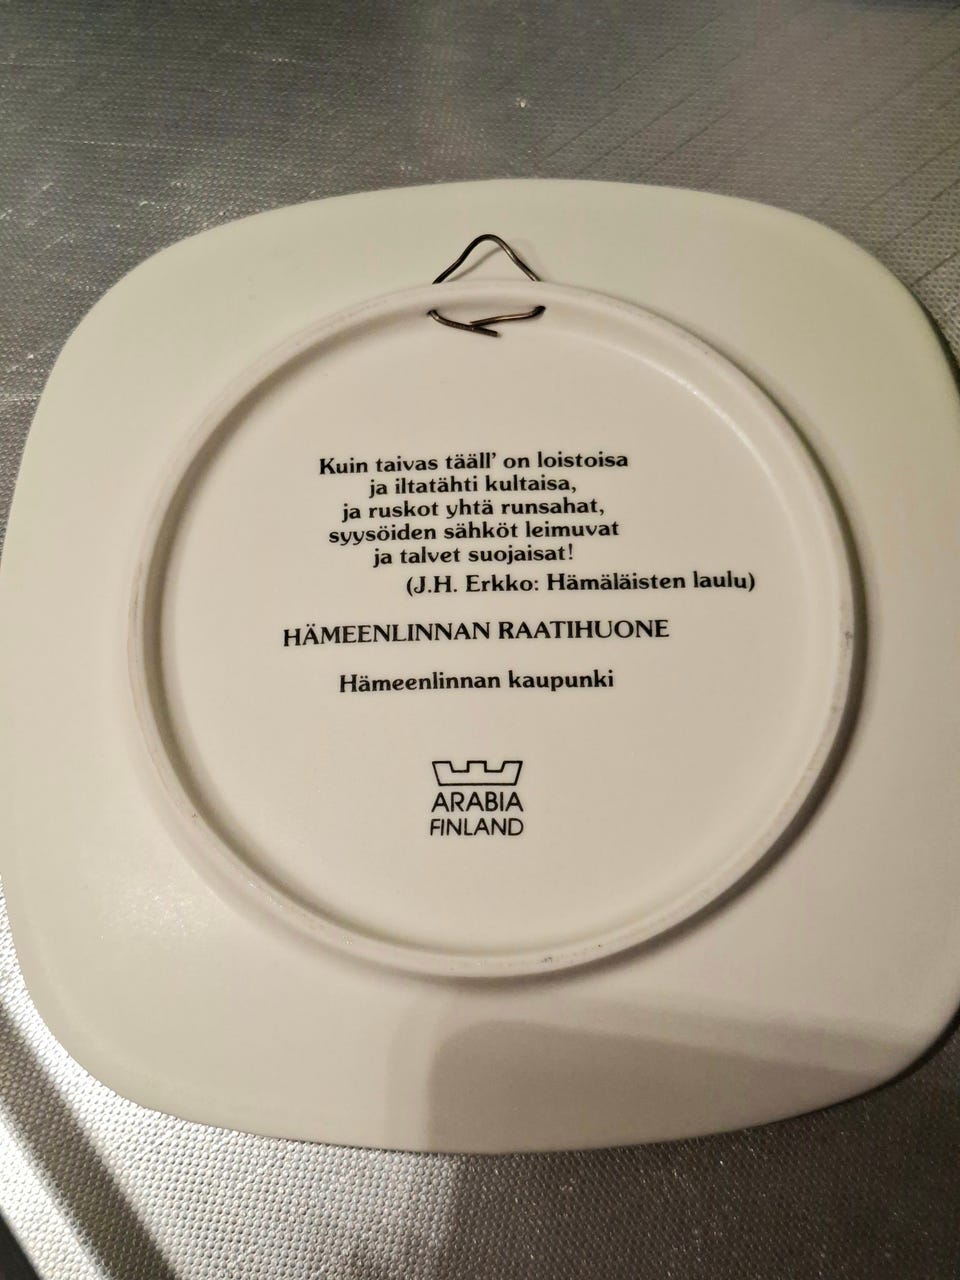 Kuin taivas tääll' on loistoisa
ja iltatähti kultaisa,
ja ruskot yhtä runsahat,
syysöiden sähköt leimuvat
ja talvet suojaisat!
(J.H. Erkko: Hämäläisten laulu)
HÄMEENLINNAN RAATIHUONE
Hämeenlinnan kaupunki
ARABIA
FINLAND